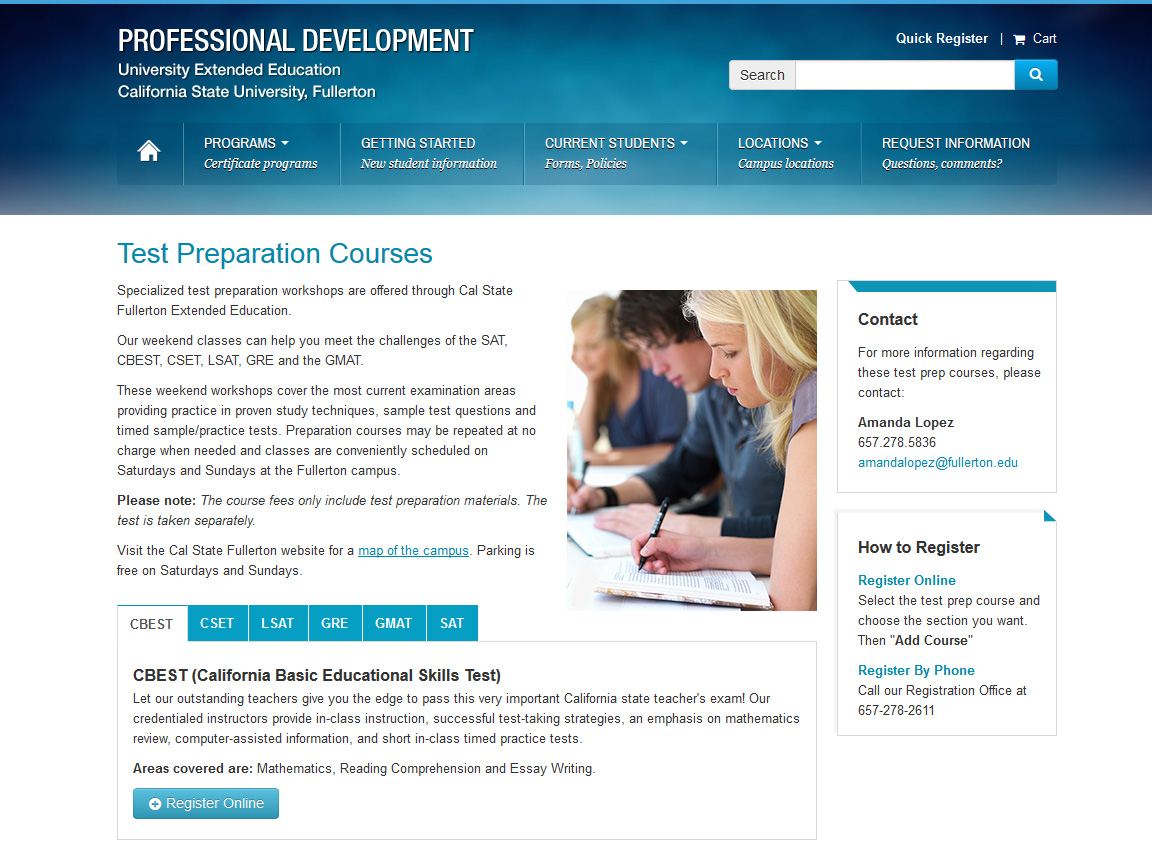 PROFESSIONAL DEVELOPMENT
University Extended Education
California State University, Fullerton
Quick Register | Cart
Search
PROGRAMS
Certificate programs
GETTING STARTED
New student information
CURRENT STUDENTS
Forms, Policies
LOCATIONS
Campus locations
REQUEST INFORMATION
Questions, comments?
Test Preparation Courses
Specialized test preparation workshops are offered through Cal State
Fullerton Extended Education.
Our weekend classes can help you meet the challenges of the SAT,
CBEST, CSET, LSAT, GRE and the GMAT.
These weekend workshops cover the most current examination areas
providing practice in proven study techniques, sample test questions and
timed sample/practice tests. Preparation courses may be repeated at no
charge when needed and classes are conveniently scheduled on
Saturdays and Sundays at the Fullerton campus.
Please note: The course fees only include test preparation materials. The
test is taken separately.
Visit the Cal State Fullerton website for a map of the campus. Parking is
free on Saturdays and Sundays.
CBEST CSET LSAT GRE GMAT SAT
CBEST (California Basic Educational Skills Test)
Let our outstanding teachers give you the edge to pass this very important California state teacher's exam! Our
credentialed instructors provide in-class instruction, successful test-taking strategies, an emphasis on mathematics
review, computer-assisted information, and short in-class timed practice tests.
Areas covered are: Mathematics, Reading Comprehension and Essay Writing.
Register Online
Contact
For more information regarding
these test prep courses, please
contact:
Amanda Lopez
657.278.5836
amandalopez@fullerton.edu
How to Register
Register Online
Select the test prep course and
choose the section you want.
Then "Add Course"
Register By Phone
Call our Registration Office at
657-278-2611